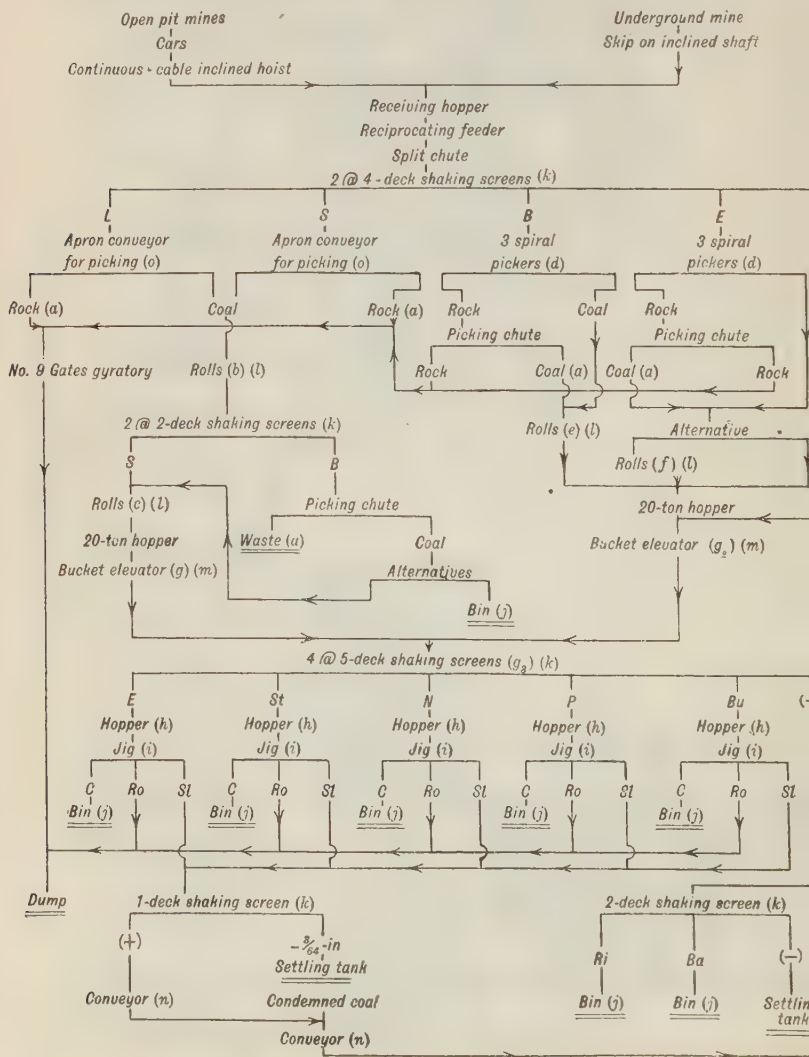 Open pit mines Underground mine
Cars Skip on inclined shaft
Continuous - cable inclined hoist
Receiving hopper
Reciprocating feeder
Split chute
2 @ 4 - deck shaking screens (k)
L S B E
Apron conveyor Apron conveyor 3 spiral 3 spiral
for picking (o) for picking (o) pickers (d) pickers (d)
Rock (a) Coal Rock (a) Rock Coal Rock
Picking chute Picking chute
No. 9 Gates gyratory Rolls (b) (l) Rock Coal (a) Coal (a) Rock
2 @ 2-deck shaking screens (k) Rolls (e) (l) Alternative
S B Rolls (f) (l)
Rolls (c) (l) Picking chute 20-ton hopper
20-ton hopper Waste (a) Coal Bucket elevator (g2) (m)
Bucket elevator (g) (m) Alternatives
Bin (j)
4 @ 5-deck shaking screens (g3) (k)
E St N P Bu (-
Hopper (h) Hopper (h) Hopper (h) Hopper (h) Hopper (h)
Jig (i) Jig (i) Jig (i) Jig (i) Jig (i)
C Ro Sl C Ro Sl C Ro Sl C Ro Sl C Ro Sl
Bin (j) Bin (j) Bin (j) Bin (j) Bin (j)
Dump 1-deck shaking screen (k) 2-deck shaking screen (k)
(+) - 3/64-in Ri Ba (-)
Settling tank
Conveyor (n) Condemned coal Bin (j) Bin (j) Settlin
tank
Conveyor (n)